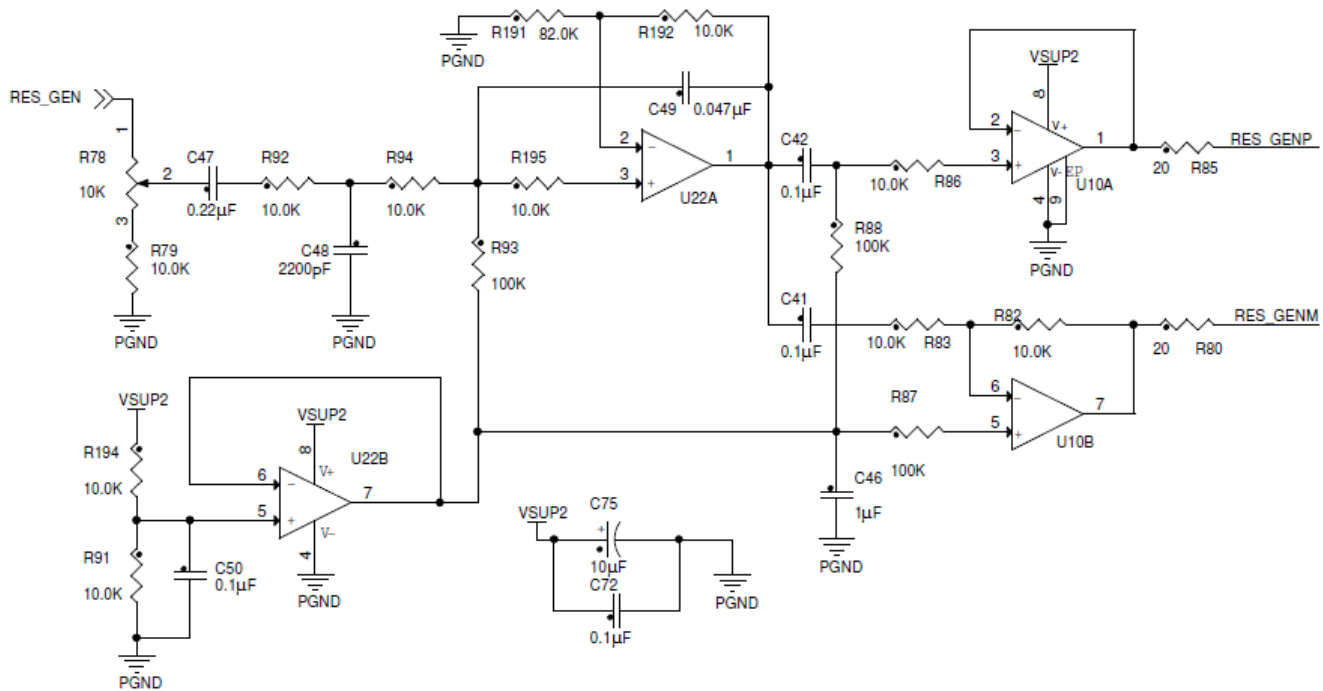 R191
82.0K
R192
10.0K
PGND
RES_GEN
1
R78
10K
2
3
C47
0.22µF
R92
10.0K
R94
10.0K
R195
10.0K
C49
0.047µF
2
3
−
+
1
U22A
C42
0.1µF
R86
10.0K
VSUP2
8
2
3
−
+
V+
V-
EP
1
U10A
4
9
PGND
20
R85
RES_GENP
R79
10.0K
PGND
C48
2200pF
PGND
R93
100K
R88
100K
C41
0.1µF
10.0K
R83
R82
10.0K
20
R80
RES_GENM
6
5
−
+
7
U10B
R87
100K
C46
1µF
PGND
VSUP2
R194
10.0K
R91
10.0K
C50
0.1µF
PGND
VSUP2
8
V+
U22B
6
5
−
+
7
V-
4
PGND
VSUP2
C75
+
10µF
C72
0.1µF
PGND